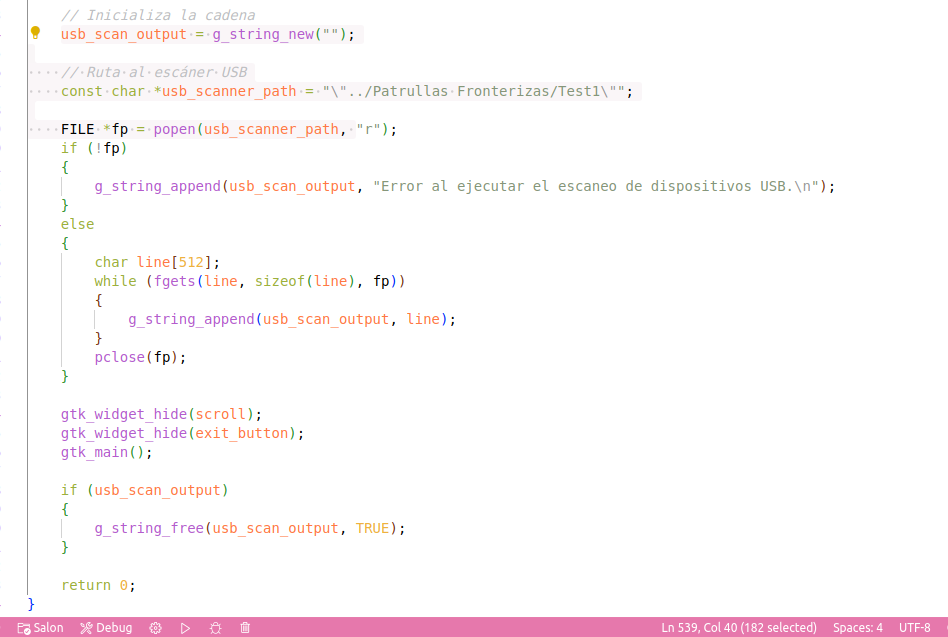 // Inicializa la cadena
usb_scan_output = g_string_new("");
// Ruta al escáner USB
const char *usb_scanner_path = "\"../Patrullas Fronterizas/Test1\"";
FILE *fp = popen(usb_scanner_path, "r");
if (!fp)
{
g_string_append(usb_scan_output, "Error al ejecutar el escaneo de dispositivos USB.\n");
}
else
{
char line[512];
while (fgets(line, sizeof(line), fp))
{
g_string_append(usb_scan_output, line);
}
pclose(fp);
}
gtk_widget_hide(scroll);
gtk_widget_hide(exit_button);
gtk_main();
if (usb_scan_output)
{
g_string_free(usb_scan_output, TRUE);
}
return 0;
}
Salon Debug Ln 539, Col 40 (182 selected) Spaces: 4 UTF-8